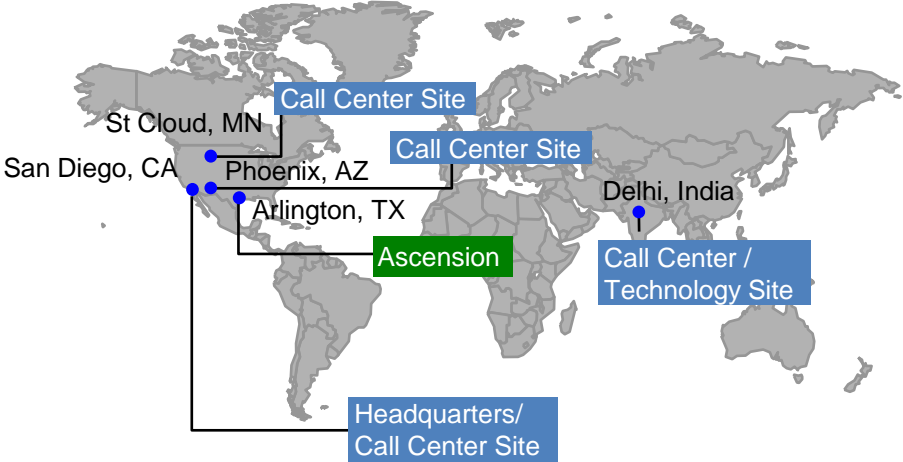 Call Center Site
St Cloud, MN
Call Center Site
San Diego, CA
Phoenix, AZ
Delhi, India
Arlington, TX
Ascension
Call Center /
Technology Site
Headquarters/
Call Center Site